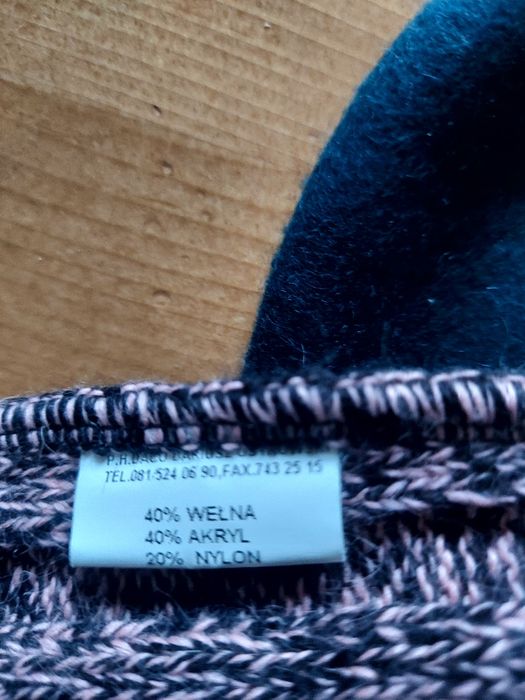 TEL.081-524 06 90,FAX.743 25 15
40% WEŁNA
40% AKRYL
20% NYLON